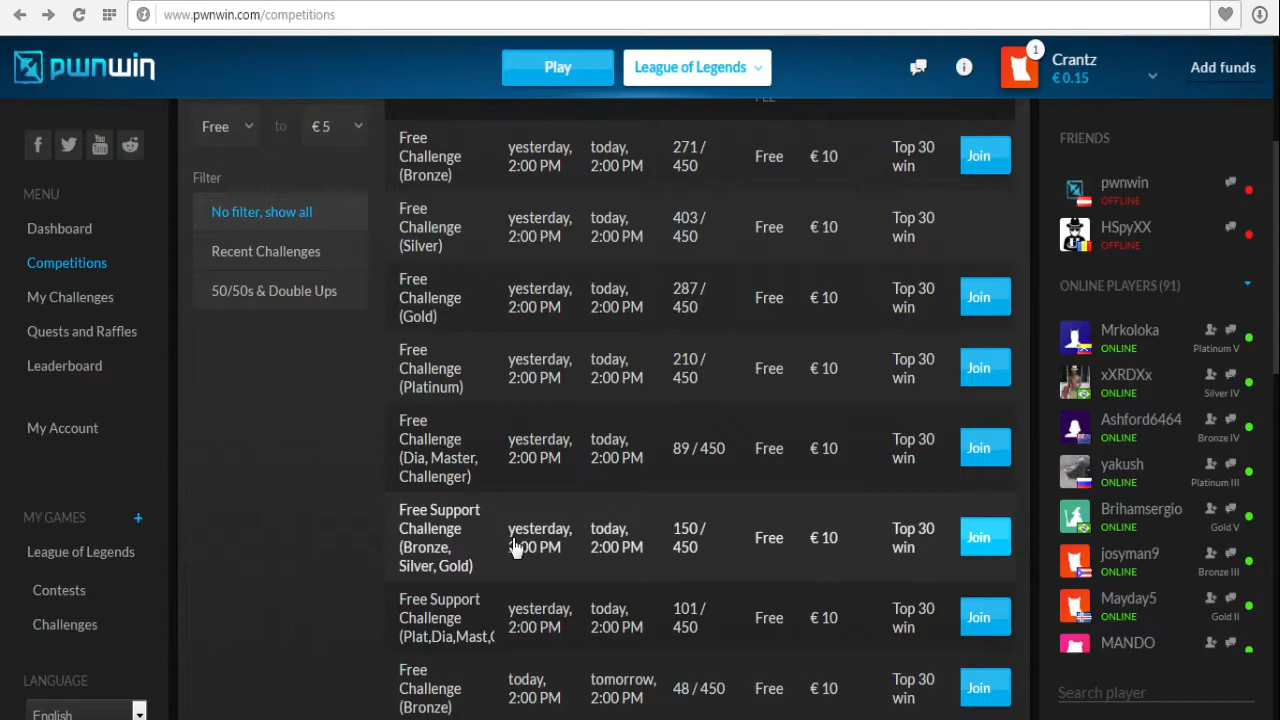 www.pwnwin.com/competitions
pwnwin
Play
League of Legends
1
Crantz
€ 0.15
Add funds
MENU
Dashboard
Competitions
My Challenges
Quests and Raffles
Leaderboard
My Account
MY GAMES +
League of Legends
Contests
Challenges
LANGUAGE
English
Free to € 5
Filter
No filter, show all
Recent Challenges
50/50s & Double Ups
FEE
Free
Challenge
(Bronze)
yesterday,
2:00 PM
today,
2:00 PM
271 /
450
Free
€ 10
Top 30
win
Join
Free
Challenge
(Silver)
yesterday,
2:00 PM
today,
2:00 PM
403 /
450
Free
€ 10
Top 30
win
Free
Challenge
(Gold)
yesterday,
2:00 PM
today,
2:00 PM
287 /
450
Free
€ 10
Top 30
win
Join
Free
Challenge
(Platinum)
yesterday,
2:00 PM
today,
2:00 PM
210 /
450
Free
€ 10
Top 30
win
Join
Free
Challenge
(Dia, Master,
Challenger)
yesterday,
2:00 PM
today,
2:00 PM
89 / 450
Free
€ 10
Top 30
win
Join
Free Support
Challenge
(Bronze,
Silver, Gold)
yesterday,
2:00 PM
today,
2:00 PM
150 /
450
Free
€ 10
Top 30
win
Join
Free Support
Challenge
(Plat,Dia,Mast,C
yesterday,
2:00 PM
today,
2:00 PM
101 /
450
Free
€ 10
Top 30
win
Join
Free
Challenge
(Bronze)
today,
2:00 PM
tomorrow,
2:00 PM
48 / 450
Free
€ 10
Top 30
win
Join
FRIENDS
pwnwin
OFFLINE
HSpyXX
OFFLINE
ONLINE PLAYERS (91)
Mrkoloka
ONLINE Platinum V
xXRDXx
ONLINE Silver IV
Ashford6464
ONLINE Bronze IV
yakush
ONLINE Platinum III
Brihamsergio
ONLINE Gold V
josyman9
ONLINE Bronze III
Mayday5
ONLINE Gold II
MANDO
Search player